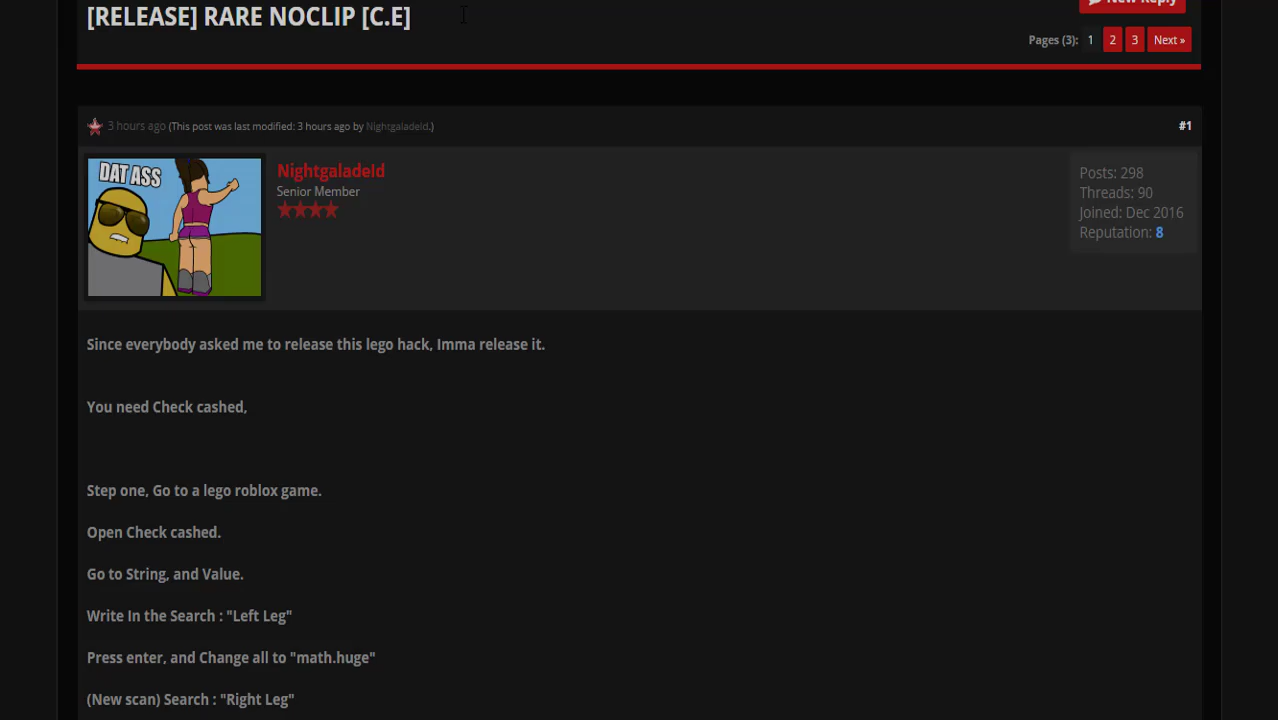 [RELEASE] RARE NOCLIP [C.E]
New Reply
Pages (3): 1 2 3 Next »
3 hours ago (This post was last modified: 3 hours ago by Nightgaladeld.)
#1
DAT ASS
Nightgaladeld
Senior Member
Posts: 298
Threads: 90
Joined: Dec 2016
Reputation: 8
Since everybody asked me to release this lego hack, Imma release it.
You need Check cashed,
Step one, Go to a lego roblox game.
Open Check cashed.
Go to String, and Value.
Write In the Search : "Left Leg"
Press enter, and Change all to "math.huge"
(New scan) Search : "Right Leg"